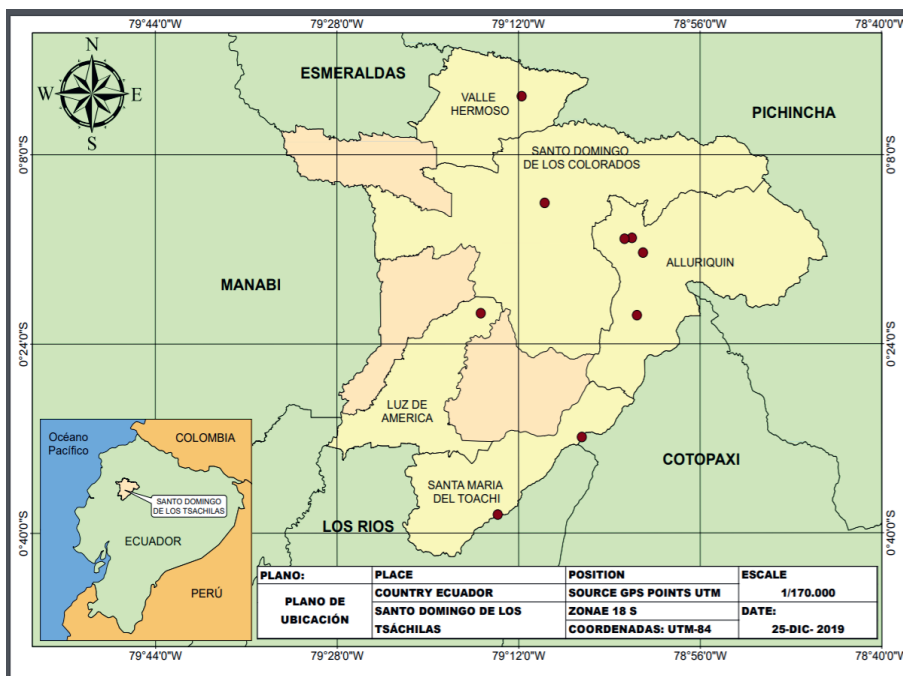 79°44'0"W
79°28'0"W
79°12'0"W
78°56'0"W
78°40'0"W
N
W
E
S
ESMERALDAS
VALLE
HERMOSO
PICHINCHA
0°8'0"S
0°8'0"S
SANTO DOMINGO
DE LOS COLORADOS
MANABI
ALLURIQUIN
0°24'0"S
0°24'0"S
LUZ DE
AMERICA
COTOPAXI
SANTA MARIA
DEL TOACHI
LOS RIOS
0°40'0"S
0°40'0"S
Océano
Pacífico
COLOMBIA
SANTO DOMINGO
DE LOS TSACHILAS
ECUADOR
PERÚ
PLANO:
PLACE
POSITION
ESCALE
PLANO DE
UBICACIÓN
COUNTRY ECUADOR
SOURCE GPS POINTS UTM
1/170.000
SANTO DOMINGO DE LOS
TSÁCHILAS
ZONAE 18 S
DATE:
COORDENADAS: UTM-84
25-DIC- 2019
79°44'0"W
79°28'0"W
79°12'0"W
78°56'0"W
78°40'0"W